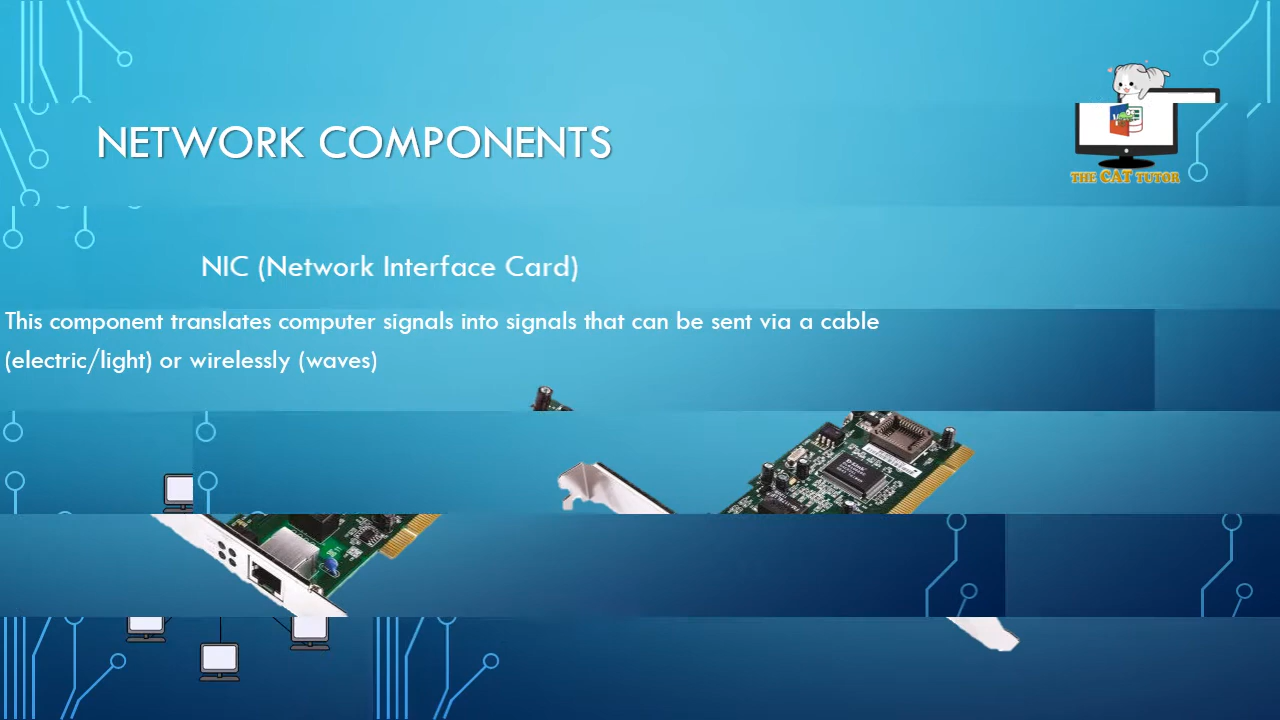 NETWORK COMPONENTS
THE CAT TUTOR
NIC (Network Interface Card)
This component translates computer signals into signals that can be sent via a cable
(electric/light) or wirelessly (waves)